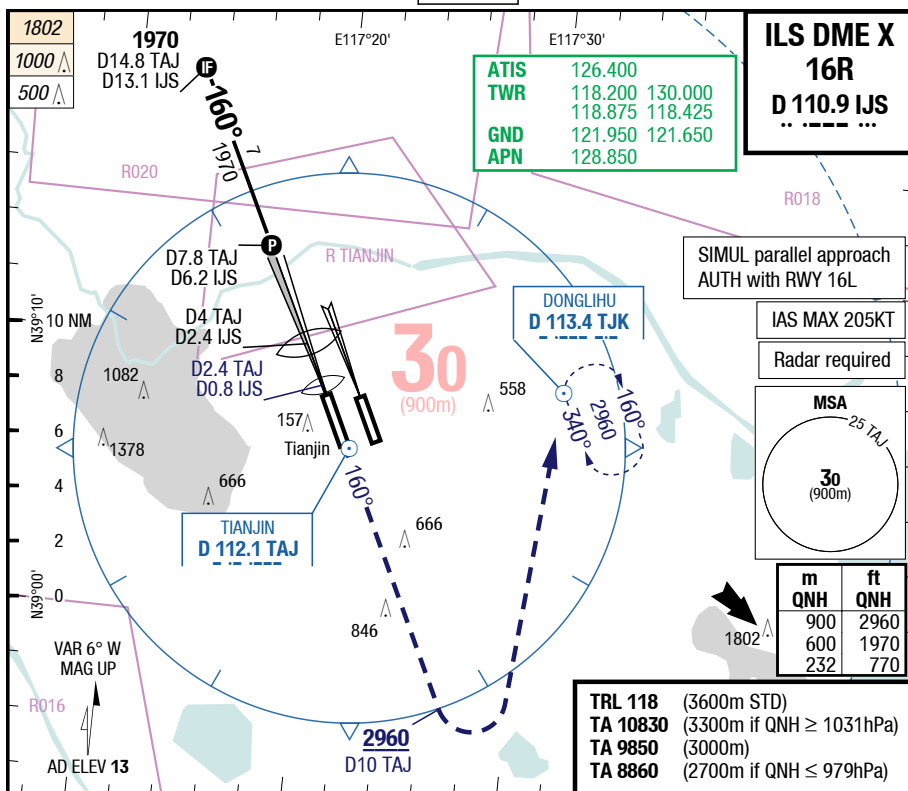 1802
1000
500
1970
D14.8 TAJ
D13.1 IJS
IF
160°
7
1970
E117°20'
E117°30'
ATIS 126.400
TWR 118.200 130.000
118.875 118.425
GND 121.950 121.650
APN 128.850
ILS DME X
16R
D 110.9 IJS
R020
R018
R TIANJIN
P
D7.8 TAJ
D6.2 IJS
SIMUL parallel approach
AUTH with RWY 16L
DONGLIHU
D 113.4 TJK
IAS MAX 205KT
Radar required
N39°10'
10 NM
8
6
4
2
0
N39°00'
D4 TAJ
D2.4 IJS
D2.4 TAJ
D0.8 IJS
30
(900m)
1082
1378
157
Tianjin
558
666
160°
2960
340°
MSA
25 TAJ
30
(900m)
160°
TIANJIN
D 112.1 TAJ
666
846
m ft
QNH QNH
900 2960
600 1970
232 770
1802
VAR 6° W
MAG UP
R016
AD ELEV 13
2960
D10 TAJ
TRL 118 (3600m STD)
TA 10830 (3300m if QNH ≥ 1031hPa)
TA 9850 (3000m)
TA 8860 (2700m if QNH ≤ 979hPa)